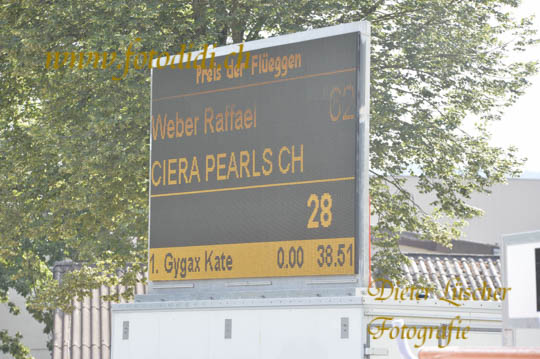 www.fotodidi.ch
Preis der Flüeggen
Weber Raffael 62
CIERA PEARLS CH
28
1. Gygax Kate 0.00 38.51
Dieter Lüscher
Fotografie